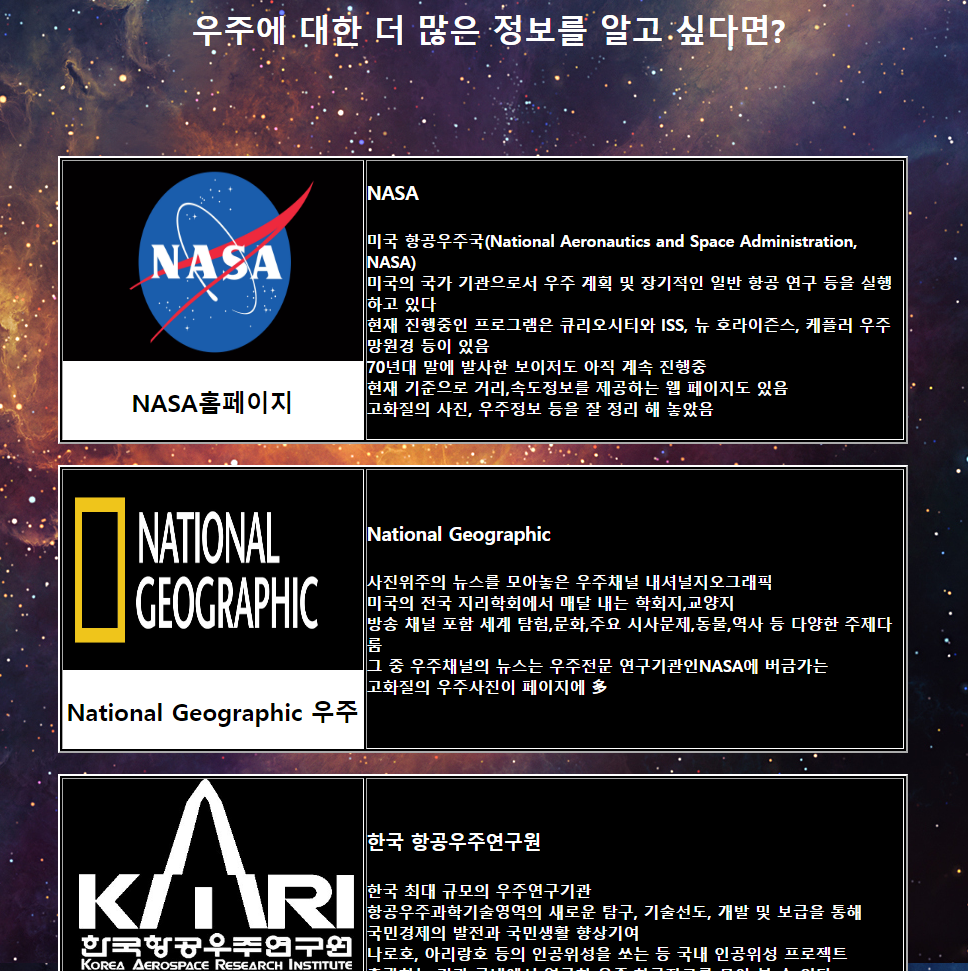 우주에 대한 더 많은 정보를 알고 싶다면?
NASA
NASA홈페이지
NASA
미국 항공우주국(National Aeronautics and Space Administration,
NASA)
미국의 국가 기관으로서 우주 계획 및 장기적인 일반 항공 연구 등을 실행
하고 있다
현재 진행중인 프로그램은 큐리오시티와 ISS, 뉴 호라이즌스, 케플러 우주
망원경 등이 있음
70년대 말에 발사한 보이저도 아직 계속 진행중
현재 기준으로 거리,속도정보를 제공하는 웹 페이지도 있음
고화질의 사진, 우주정보 등을 잘 정리 해 놓았음
NATIONAL
GEOGRAPHIC
National Geographic 우주
National Geographic
사진위주의 뉴스를 모아놓은 우주채널 내셔널지오그래픽
미국의 전국 지리학회에서 매달 내는 학회지,교양지
방송 채널 포함 세계 탐험,문화,주요 시사문제,동물,역사 등 다양한 주제다
룸
그 중 우주채널의 뉴스는 우주전문 연구기관인NASA에 버금가는
고화질의 우주사진이 페이지에 多
KARI
한국항공우주연구원
KOREA AEROSPACE RESEARCH INSTITUTE
한국 항공우주연구원
한국 최대 규모의 우주연구기관
항공우주과학기술영역의 새로운 탐구, 기술선도, 개발 및 보급을 통해
국민경제의 발전과 국민생활 향상기여
나로호, 아리랑호 등의 인공위성을 쏘는 등 국내 인공위성 프로젝트